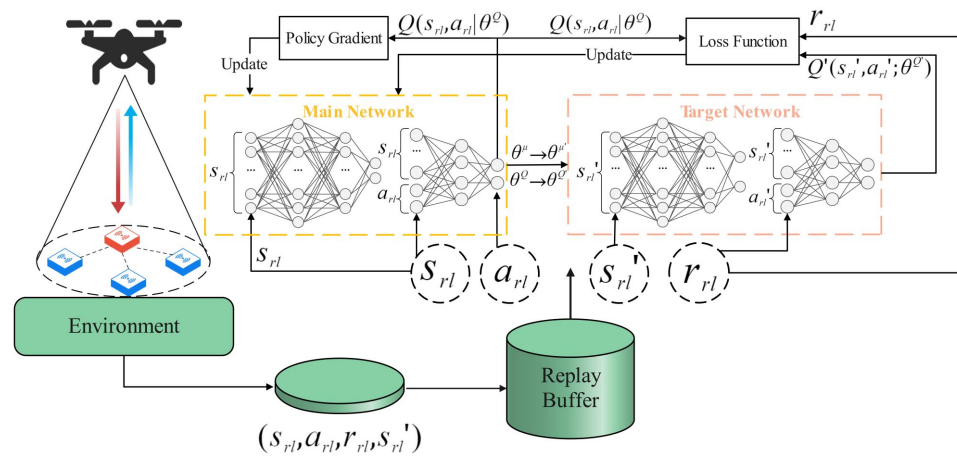 Q(s_rl,a_rl|θ^Q) Q(s_rl,a_rl|θ^Q) r_rl
Policy Gradient
Loss Function
Update
Update
Q'(s_rl',a_rl';θ^Q')
Main Network
Target Network
s_rl
...
...
...
s_rl
...
a_rl
...
θ^μ→θ^μ'
θ^Q→θ^Q'
s_rl'
...
...
...
s_rl'
...
a_rl'
...
s_rl
s_rl
a_rl
s_rl'
r_rl
Environment
Replay
Buffer
(s_rl,a_rl,r_rl,s_rl')